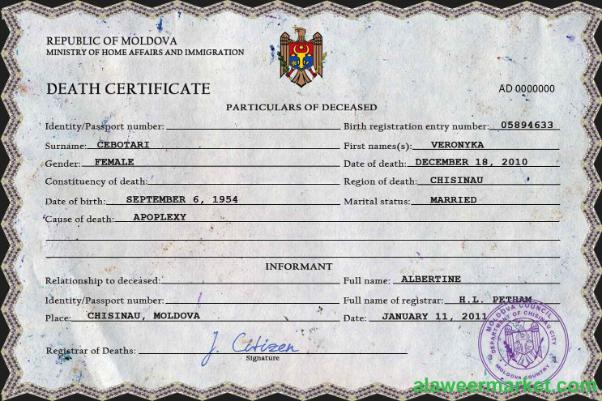 REPUBLIC OF MOLDOVA
MINISTRY OF HOME AFFAIRS AND IMMIGRATION
DEATH CERTIFICATE
AD 0000000
PARTICULARS OF DECEASED
Identity/Passport number: Birth registration entry number: 05894633
Surname: CEBOTARI First names(s): VERONYKA
Gender: FEMALE Date of death: DECEMBER 18, 2010
Constituency of death: Region of death: CHISINAU
Date of birth: SEPTEMBER 6, 1954 Marital status: MARRIED
Cause of death: APOPLEXY
INFORMANT
Relationship to deceased: Full name: ALBERTINE
Identity/Passport number: Full name of registrar: H.L. PETHAM
Place: CHISINAU, MOLDOVA Date: JANUARY 11, 2011
Registrar of Deaths: J. Citizen
Signature
MOLDOVA COUNCIL
DEPARTMENT OF CHISINAU CITY
MOLDOVA COUNTRY
alaweermarket.com